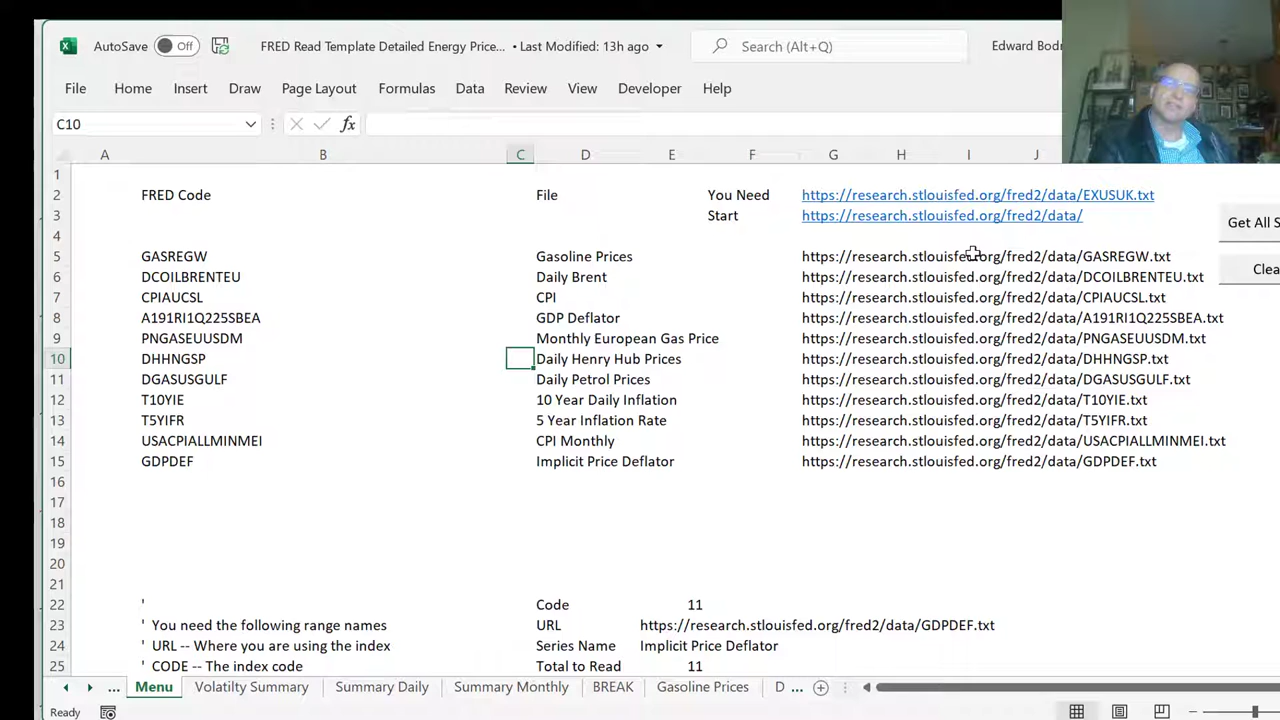 AutoSave Off FRED Read Template Detailed Energy Price... • Last Modified: 13h ago Search (Alt+Q) Edward Bodr
File Home Insert Draw Page Layout Formulas Data Review View Developer Help
C10 fx
A B C D E F G H I J
1
2 FRED Code File You Need https://research.stlouisfed.org/fred2/data/EXUSUK.txt
3 Start https://research.stlouisfed.org/fred2/data/ Get All S
4
5 GASREGW Gasoline Prices https://research.stlouisfed.org/fred2/data/GASREGW.txt
6 DCOILBRENTEU Daily Brent https://research.stlouisfed.org/fred2/data/DCOILBRENTEU.txt Clea
7 CPIAUCSL CPI https://research.stlouisfed.org/fred2/data/CPIAUCSL.txt
8 A191RI1Q225SBEA GDP Deflator https://research.stlouisfed.org/fred2/data/A191RI1Q225SBEA.txt
9 PNGASEUUSDM Monthly European Gas Price https://research.stlouisfed.org/fred2/data/PNGASEUUSDM.txt
10 DHHNGSP Daily Henry Hub Prices https://research.stlouisfed.org/fred2/data/DHHNGSP.txt
11 DGASUSGULF Daily Petrol Prices https://research.stlouisfed.org/fred2/data/DGASUSGULF.txt
12 T10YIE 10 Year Daily Inflation https://research.stlouisfed.org/fred2/data/T10YIE.txt
13 T5YIFR 5 Year Inflation Rate https://research.stlouisfed.org/fred2/data/T5YIFR.txt
14 USACPIALLMINMEI CPI Monthly https://research.stlouisfed.org/fred2/data/USACPIALLMINMEI.txt
15 GDPDEF Implicit Price Deflator https://research.stlouisfed.org/fred2/data/GDPDEF.txt
16
17
18
19
20
21
22 ' Code 11
23 ' You need the following range names URL https://research.stlouisfed.org/fred2/data/GDPDEF.txt
24 ' URL -- Where you are using the index Series Name Implicit Price Deflator
25 ' CODE -- The index code Total to Read 11
... Menu Volatilty Summary Summary Daily Summary Monthly BREAK Gasoline Prices D ...
Ready